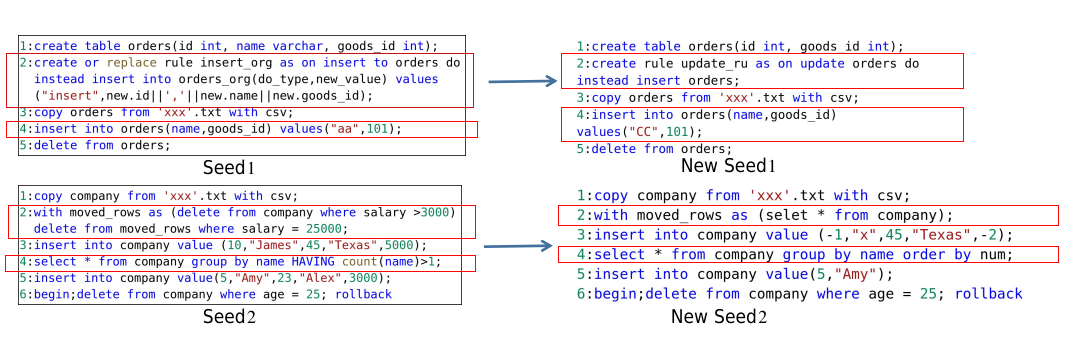 1:create table orders(id int, name varchar, goods_id int);
2:create or replace rule insert_org as on insert to orders do
instead insert into orders_org(do_type,new_value) values
("insert",new.id||','||new.name||new.goods_id);
3:copy orders from 'xxx'.txt with csv;
4:insert into orders(name,goods_id) values("aa",101);
5:delete from orders;
Seed1
1:create table orders(id int, goods_id int);
2:create rule update_ru as on update orders do
instead insert orders;
3:copy orders from 'xxx'.txt with csv;
4:insert into orders(name,goods_id)
values("CC",101);
5:delete from orders;
New Seed1
1:copy company from 'xxx'.txt with csv;
2:with moved_rows as (delete from company where salary >3000)
delete from moved_rows where salary = 25000;
3:insert into company value (10,"James",45,"Texas",5000);
4:select * from company group by name HAVING count(name)>1;
5:insert into company value(5,"Amy",23,"Alex",3000);
6:begin;delete from company where age = 25; rollback
Seed2
1:copy company from 'xxx'.txt with csv;
2:with moved_rows as (selet * from company);
3:insert into company value (-1,"x",45,"Texas",-2);
4:select * from company group by name order by num;
5:insert into company value(5,"Amy");
6:begin;delete from company where age = 25; rollback
New Seed2